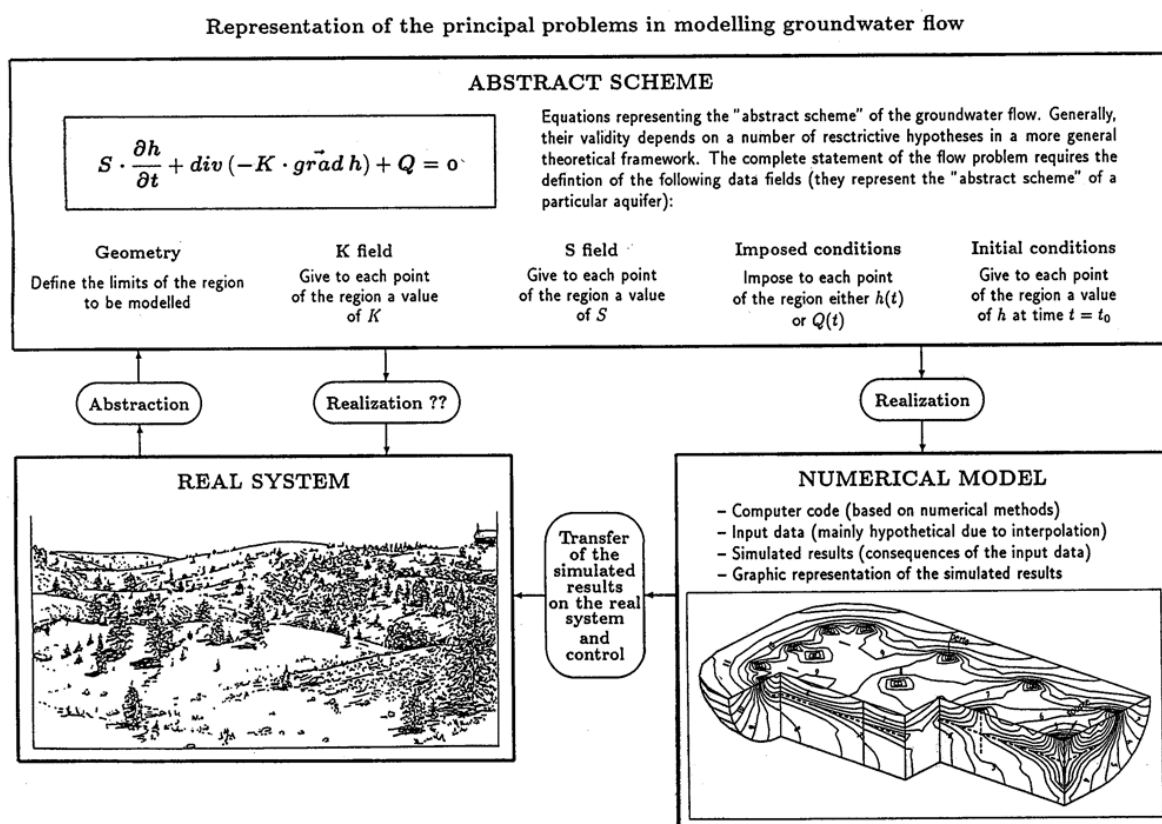 Representation of the principal problems in modelling groundwater flow
ABSTRACT SCHEME
S · ∂h/∂t + div (−K · grad⃗ h) + Q = 0
Equations representing the "abstract scheme" of the groundwater flow. Generally,
their validity depends on a number of resctrictive hypotheses in a more general
theoretical framework. The complete statement of the flow problem requires the
defintion of the following data fields (they represent the "abstract scheme" of a
particular aquifer):
Geometry
Define the limits of the region
to be modelled
K field
Give to each point
of the region a value
of K
S field
Give to each point
of the region a value
of S
Imposed conditions
Impose to each point
of the region either h(t)
or Q(t)
Initial conditions
Give to each point
of the region a value
of h at time t = t₀
Abstraction
Realization ??
Realization
REAL SYSTEM
Transfer
of the
simulated
results
on the real
system
and
control
NUMERICAL MODEL
– Computer code (based on numerical methods)
– Input data (mainly hypothetical due to interpolation)
– Simulated results (consequences of the input data)
– Graphic representation of the simulated results